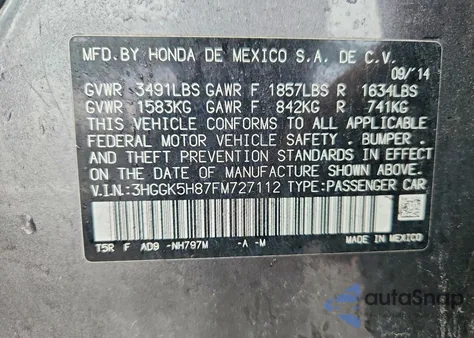 MFD. BY HONDA DE MEXICO S.A. DE C.V.
09/14
GVWR 3491LBS GAWR F 1857LBS R 1634LBS
GVWR 1583KG GAWR F 842KG R 741KG
THIS VEHICLE CONFORMS TO ALL APPLICABLE
FEDERAL MOTOR VEHICLE SAFETY, BUMPER,
AND THEFT PREVENTION STANDARDS IN EFFECT
ON THE DATE OF MANUFACTURE SHOWN ABOVE.
V.I.N.: 3HGGK5H87FM727112 TYPE: PASSENGER CAR
T5R F AD9 -NH797M -A -M
MADE IN MEXICO
autoSnap